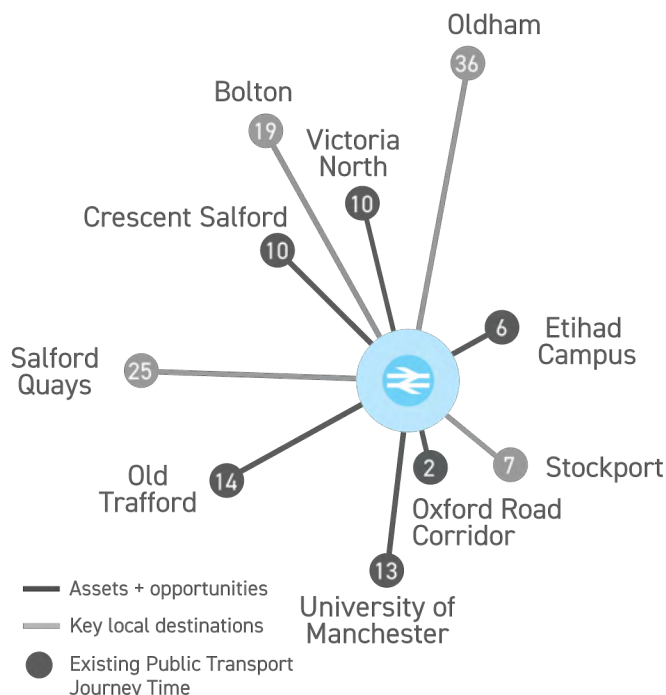 Oldham
36
Bolton
19
Victoria
North
10
Crescent Salford
10
6
Etihad
Campus
Salford
Quays
25
7
Stockport
2
Oxford Road
Corridor
Old
Trafford
14
13
University of
Manchester
Assets + opportunities
Key local destinations
Existing Public Transport
Journey Time